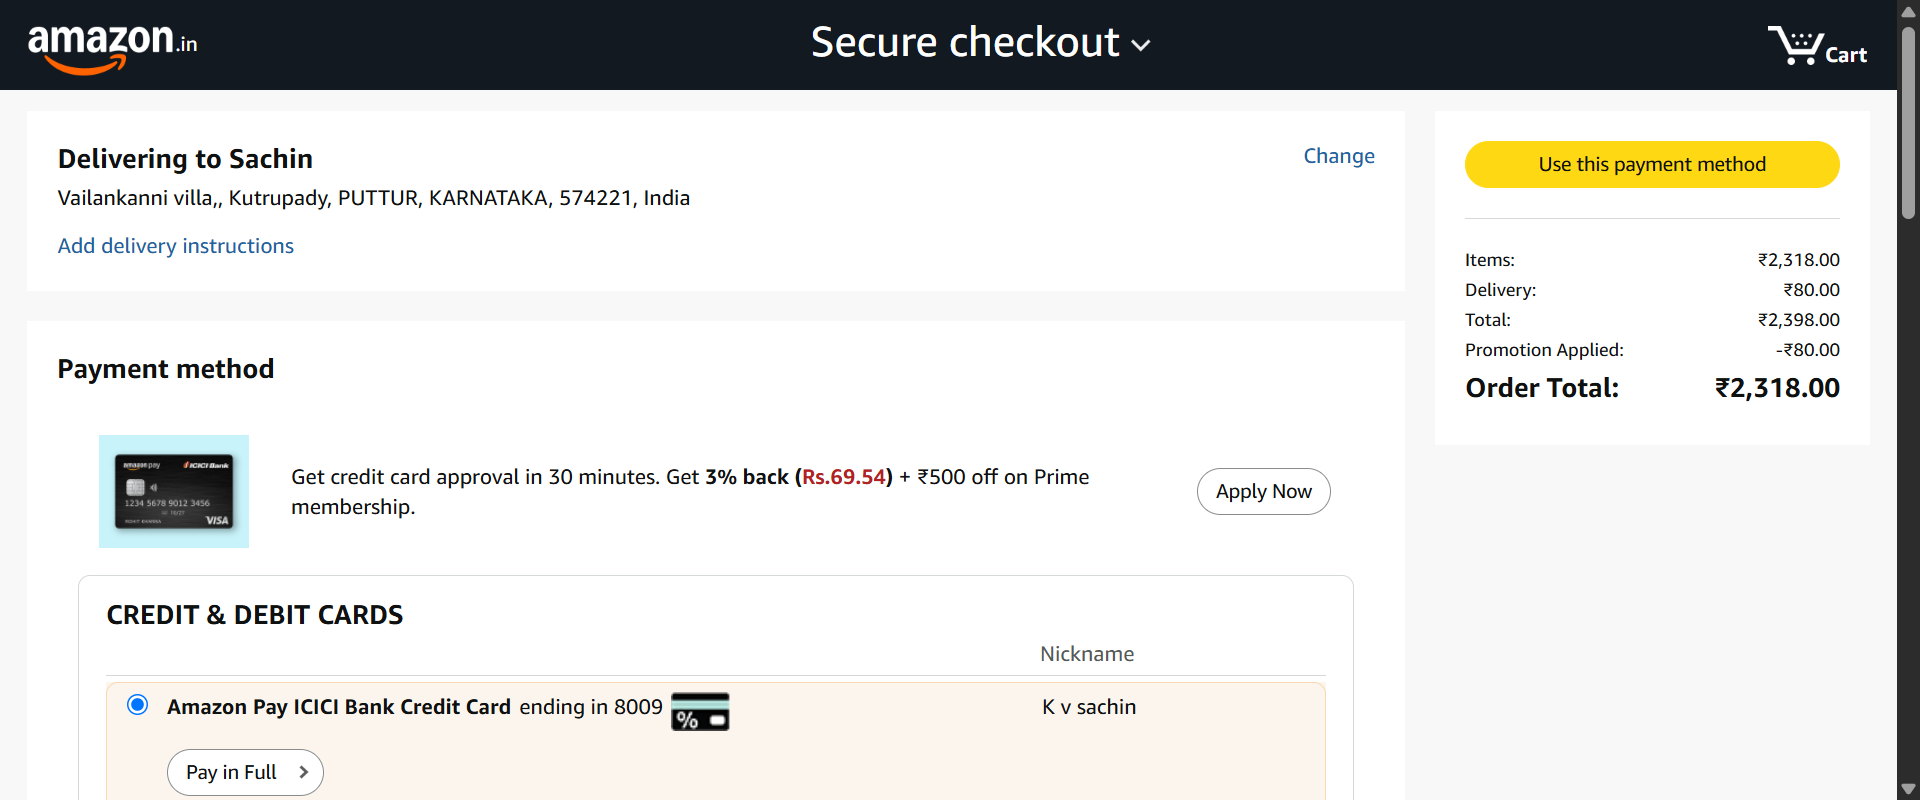 amazon.in
Secure checkout
Cart
Delivering to Sachin
Change
Vailankanni villa,, Kutrupady, PUTTUR, KARNATAKA, 574221, India
Add delivery instructions
Use this payment method
Items: ₹2,318.00
Delivery: ₹80.00
Total: ₹2,398.00
Promotion Applied: -₹80.00
Order Total: ₹2,318.00
Payment method
amazon pay ICICI Bank
1234 5678 9012 3456
VISA
Get credit card approval in 30 minutes. Get 3% back (Rs.69.54) + ₹500 off on Prime
membership.
Apply Now
CREDIT & DEBIT CARDS
Nickname
Amazon Pay ICICI Bank Credit Card ending in 8009 %
K v sachin
Pay in Full